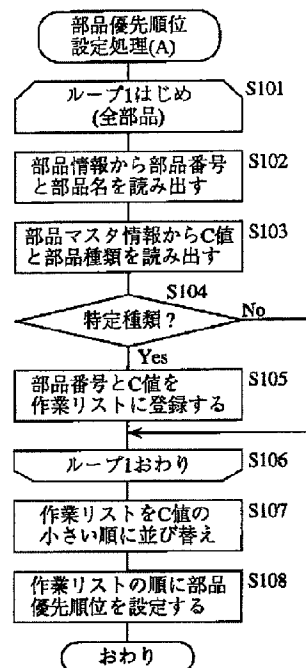 部品優先順位
設定処理(A)
ループ1はじめ
(全部品)
S101
部品情報から部品番号
と部品名を読み出す
S102
部品マスタ情報からC値
と部品種類を読み出す
S103
S104
特定種類?
No
Yes
部品番号とC値を
作業リストに登録する
S105
ループ1おわり
S106
作業リストをC値の
小さい順に並び替え
S107
作業リストの順に部品
優先順位を設定する
S108
おわり